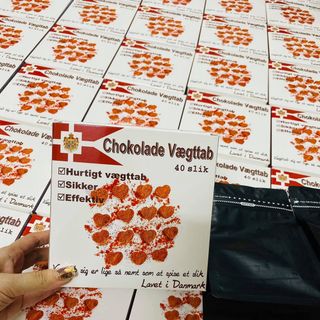 Chokolade Vægttab
40 slik
Hurtigt vægttab
Sikker
Effektiv
sig er lige så nemt som at spise et slik
Lavet i Danmark